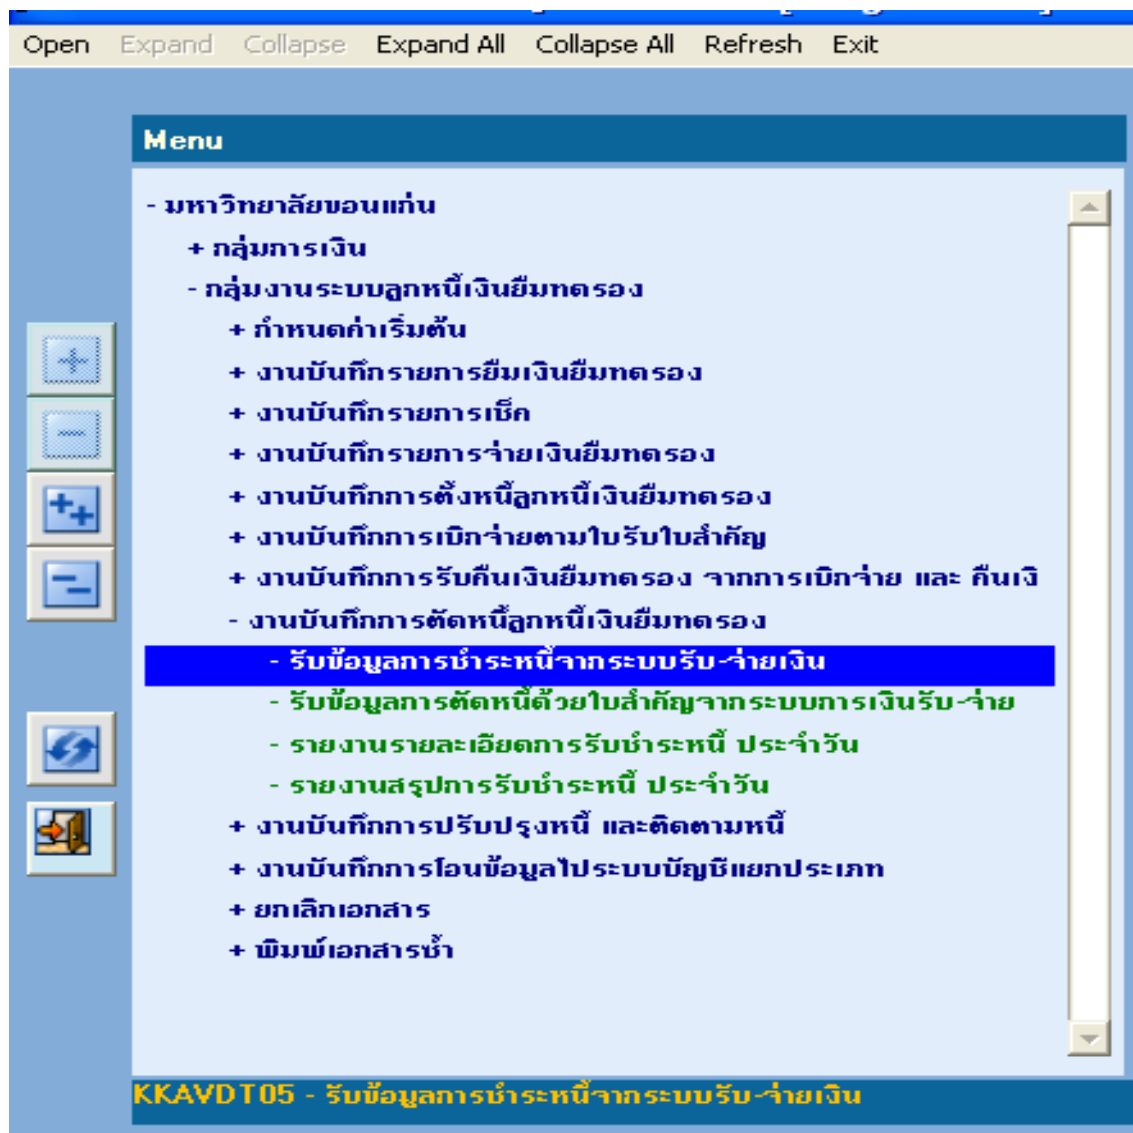 Open Expand Collapse Expand All Collapse All Refresh Exit
Menu
- มหาวิทยาลัยขอนแก่น
+ กลุ่มการเงิน
- กลุ่มงานระบบลูกหนี้เงินยืมทดรอง
+ กำหนดค่าเริ่มต้น
+ งานบันทึกรายการยืมเงินยืมทดรอง
+ งานบันทึกรายการเช็ค
+ งานบันทึกรายการจ่ายเงินยืมทดรอง
+ งานบันทึกการตั้งหนี้ลูกหนี้เงินยืมทดรอง
+ งานบันทึกการเบิกจ่ายตามใบรับใบสำคัญ
+ งานบันทึกการรับคืนเงินยืมทดรอง จากการเบิกจ่าย และ คืนเงิ
- งานบันทึกการตัดหนี้ลูกหนี้เงินยืมทดรอง
- รับข้อมูลการชำระหนี้จากระบบรับ-จ่ายเงิน
- รับข้อมูลการตัดหนี้ด้วยใบสำคัญจากระบบการเงินรับ-จ่าย
- รายงานรายละเอียดการรับชำระหนี้ ประจำวัน
- รายงานสรุปการรับชำระหนี้ ประจำวัน
+ งานบันทึกการปรับปรุงหนี้ และติดตามหนี้
+ งานบันทึกการโอนข้อมูลไประบบบัญชีแยกประเภท
+ ยกเลิกเอกสาร
+ พิมพ์เอกสารซ้ำ
KKAVDT05 - รับข้อมูลการชำระหนี้จากระบบรับ-จ่ายเงิน